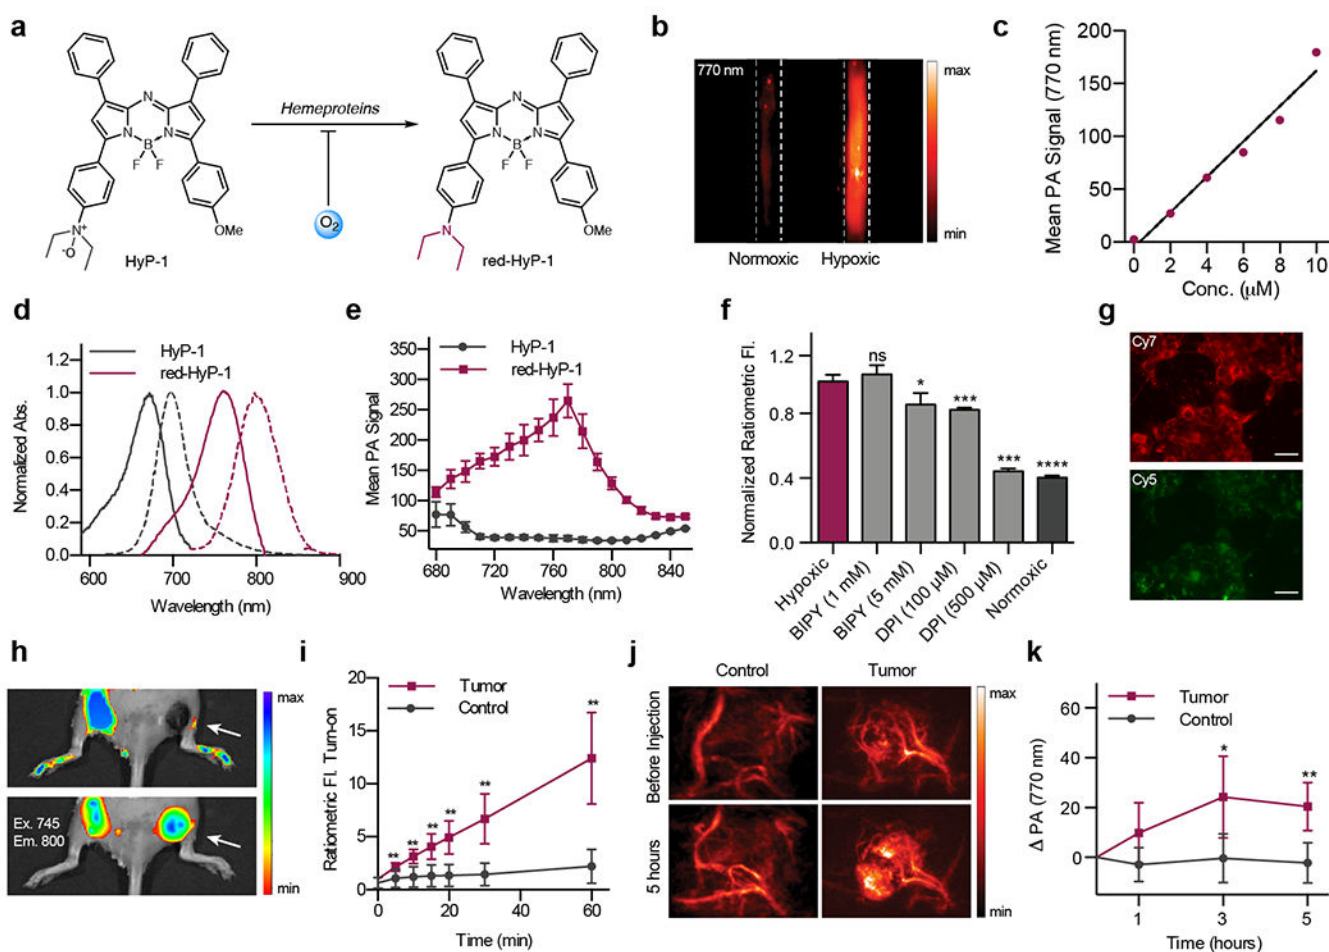 a
N
N
N
B
F
F
N+
-O
OMe
HyP-1
Hemeproteins
O2
N
N
N
B
F
F
N
OMe
red-HyP-1
b
770 nm
max
min
Normoxic
Hypoxic
c
Mean PA Signal (770 nm)
200
150
100
50
0
0 2 4 6 8 10
Conc. (μM)
d
HyP-1
red-HyP-1
Normalized Abs.
1.2
1.0
0.8
0.6
0.4
0.2
0.0
600 700 800 900
Wavelength (nm)
e
HyP-1
red-HyP-1
Mean PA Signal
350
300
250
200
150
100
50
680 720 760 800 840
Wavelength (nm)
f
Normalized Ratiometric Fl.
1.2
0.8
0.4
0.0
ns
*
***
***
****
Hypoxic
BIPY (1 mM)
BIPY (5 mM)
DPI (100 μM)
DPI (500 μM)
Normoxic
g
Cy7
Cy5
h
Ex. 745
Em. 800
max
min
i
Tumor
Control
Ratiometric Fl. Turn-on
20
15
10
5
0
** ** ** ** ** **
0 20 40 60
Time (min)
j
Control Tumor
Before Injection
5 hours
max
min
k
Tumor
Control
Δ PA (770 nm)
60
40
20
0
*
**
1 3 5
Time (hours)